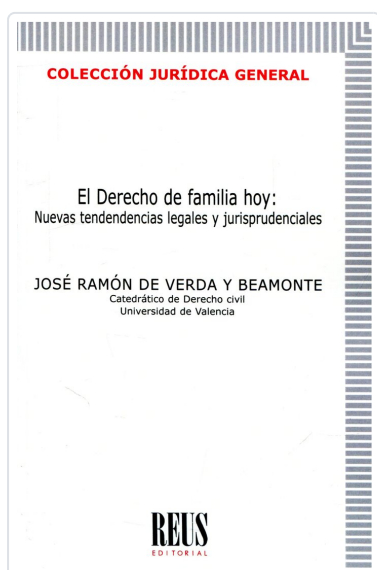 COLECCIÓN JURÍDICA GENERAL
El Derecho de familia hoy:
Nuevas tendendencias legales y jurisprudenciales
JOSÉ RAMÓN DE VERDA Y BEAMONTE
Catedrático de Derecho civil
Universidad de Valencia
REUS
EDITORIAL